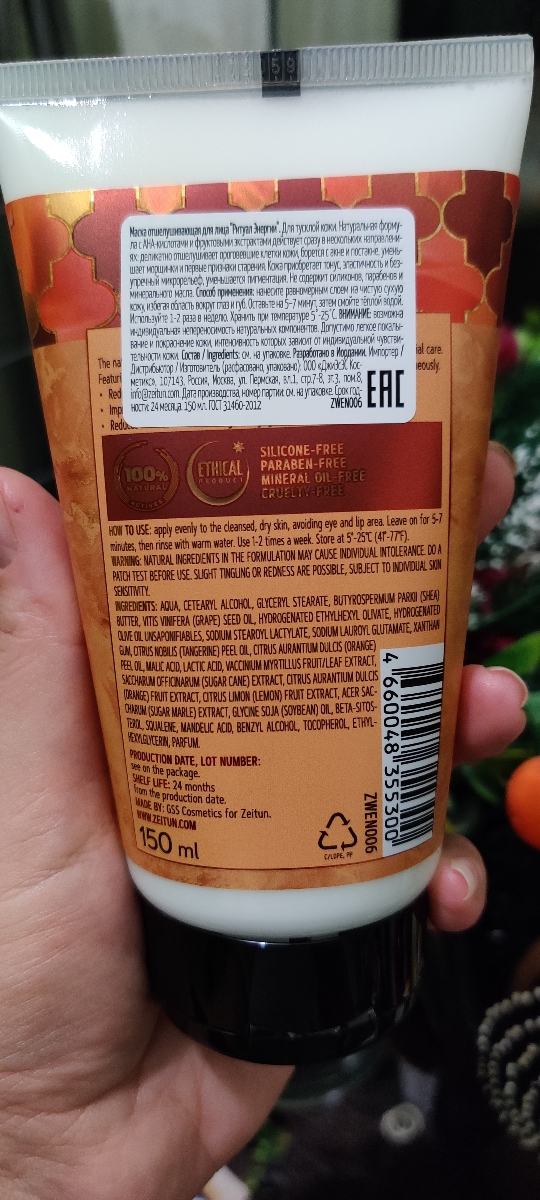 59
Маска отшелушивающая для лица "Ритуал Энергии". Для тусклой кожи. Натуральная форму-
ла с AHA-кислотами и фруктовыми экстрактами действует сразу в нескольких направлени-
ях: деликатно отшелушивает ороговевшие клетки кожи, борется с акне и постакне, умень-
шает морщинки и первые признаки старения. Кожа приобретает тонус, эластичность и без-
упречный микрорельеф, уменьшается пигментация. Не содержит силиконов, парабенов и
минерального масла. Способ применения: нанесите равномерным слоем на чистую сухую
кожу, избегая область вокруг глаз и губ. Оставьте на 5-7 минут, затем смойте тёплой водой.
Используйте 1-2 раза в неделю. Хранить при температуре 5°-25°С. ВНИМАНИЕ: возможна
индивидуальная непереносимость натуральных компонентов. Допустимо легкое покалы-
вание и покраснение кожи, интенсивность которых зависит от индивидуальной чувстви-
тельности кожи. Состав / Ingredients: см. на упаковке. Разработано в Иордании. Импортер /
Дистрибьютор / Изготовитель (расфасовано, упаковано): ООО «ДжиЭсЭс Кос-
метикс», 107143, Россия, Москва, ул. Пермская, вл.1, стр.7-8, эт.3, пом.8,
info@zeitun.com. Дата производства, номер партии: см. на упаковке. Срок год-
ности: 24 месяца. 150 мл. ГОСТ 31460-2012
ZWEN006
EAC
The na
al care.
Featuri
neously.
• Red
• Imp
• Reduc
100%
NATURAL
ACTIVES
ETHICAL
PRODUCT
SILICONE-FREE
PARABEN-FREE
MINERAL OIL-FREE
CRUELTY-FREE
HOW TO USE: apply evenly to the cleansed, dry skin, avoiding eye and lip area. Leave on for 5-7
minutes, then rinse with warm water. Use 1-2 times a week. Store at 5°-25°C (41°-77°F).
WARNING: NATURAL INGREDIENTS IN THE FORMULATION MAY CAUSE INDIVIDUAL INTOLERANCE. DO A
PATCH TEST BEFORE USE. SLIGHT TINGLING OR REDNESS ARE POSSIBLE, SUBJECT TO INDIVIDUAL SKIN
SENSITIVITY.
INGREDIENTS: AQUA, CETEARYL ALCOHOL, GLYCERYL STEARATE, BUTYROSPERMUM PARKII (SHEA)
BUTTER, VITIS VINIFERA (GRAPE) SEED OIL, HYDROGENATED ETHYLHEXYL OLIVATE, HYDROGENATED
OLIVE OIL UNSAPONIFIABLES, SODIUM STEAROYL LACTYLATE, SODIUM LAUROYL GLUTAMATE, XANTHAN
GUM, CITRUS NOBILIS (TANGERINE) PEEL OIL, CITRUS AURANTIUM DULCIS (ORANGE)
PEEL OIL, MALIC ACID, LACTIC ACID, VACCINIUM MYRTILLUS FRUIT/LEAF EXTRACT,
SACCHARUM OFFICINARUM (SUGAR CANE) EXTRACT, CITRUS AURANTIUM DULCIS
(ORANGE) FRUIT EXTRACT, CITRUS LIMON (LEMON) FRUIT EXTRACT, ACER SAC-
CHARUM (SUGAR MARLE) EXTRACT, GLYCINE SOJA (SOYBEAN) OIL, BETA-SITOS-
TEROL, SQUALENE, MANDELIC ACID, BENZYL ALCOHOL, TOCOPHEROL, ETHYL-
HEXYLGLYCERIN, PARFUM.
PRODUCTION DATE, LOT NUMBER:
see on the package.
SHELF LIFE: 24 months
from the production date.
MADE BY: GSS Cosmetics for Zeitun.
WWW.ZEITUN.COM
150 ml
C/LDPE, PP
ZWEN006
4 660048 355300